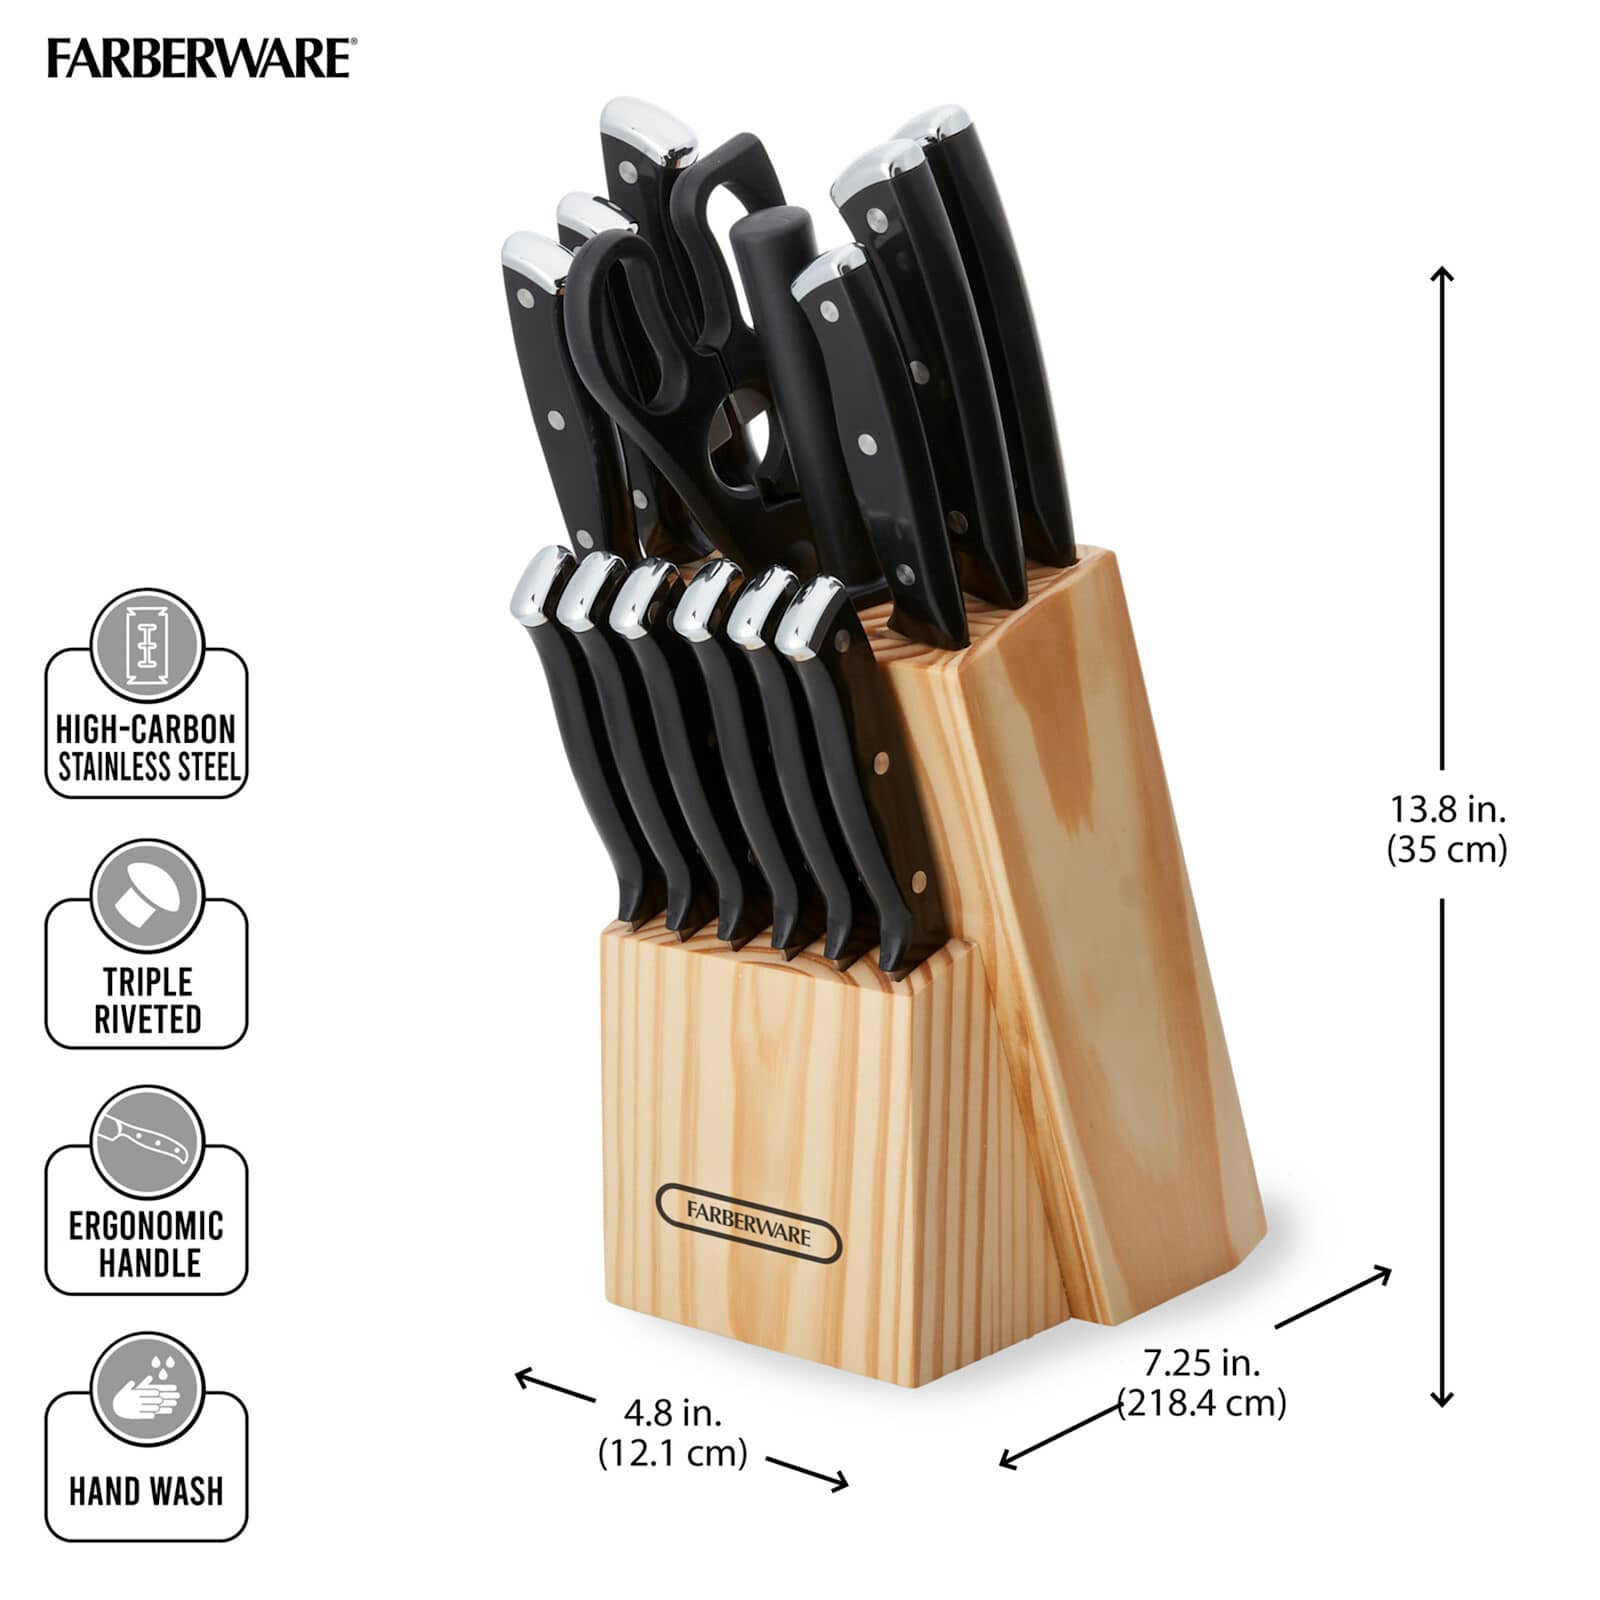 FARBERWARE®
HIGH-CARBON
STAINLESS STEEL
TRIPLE
RIVETED
ERGONOMIC
HANDLE
HAND WASH
FARBERWARE
13.8 in.
(35 cm)
7.25 in.
(218.4 cm)
4.8 in.
(12.1 cm)